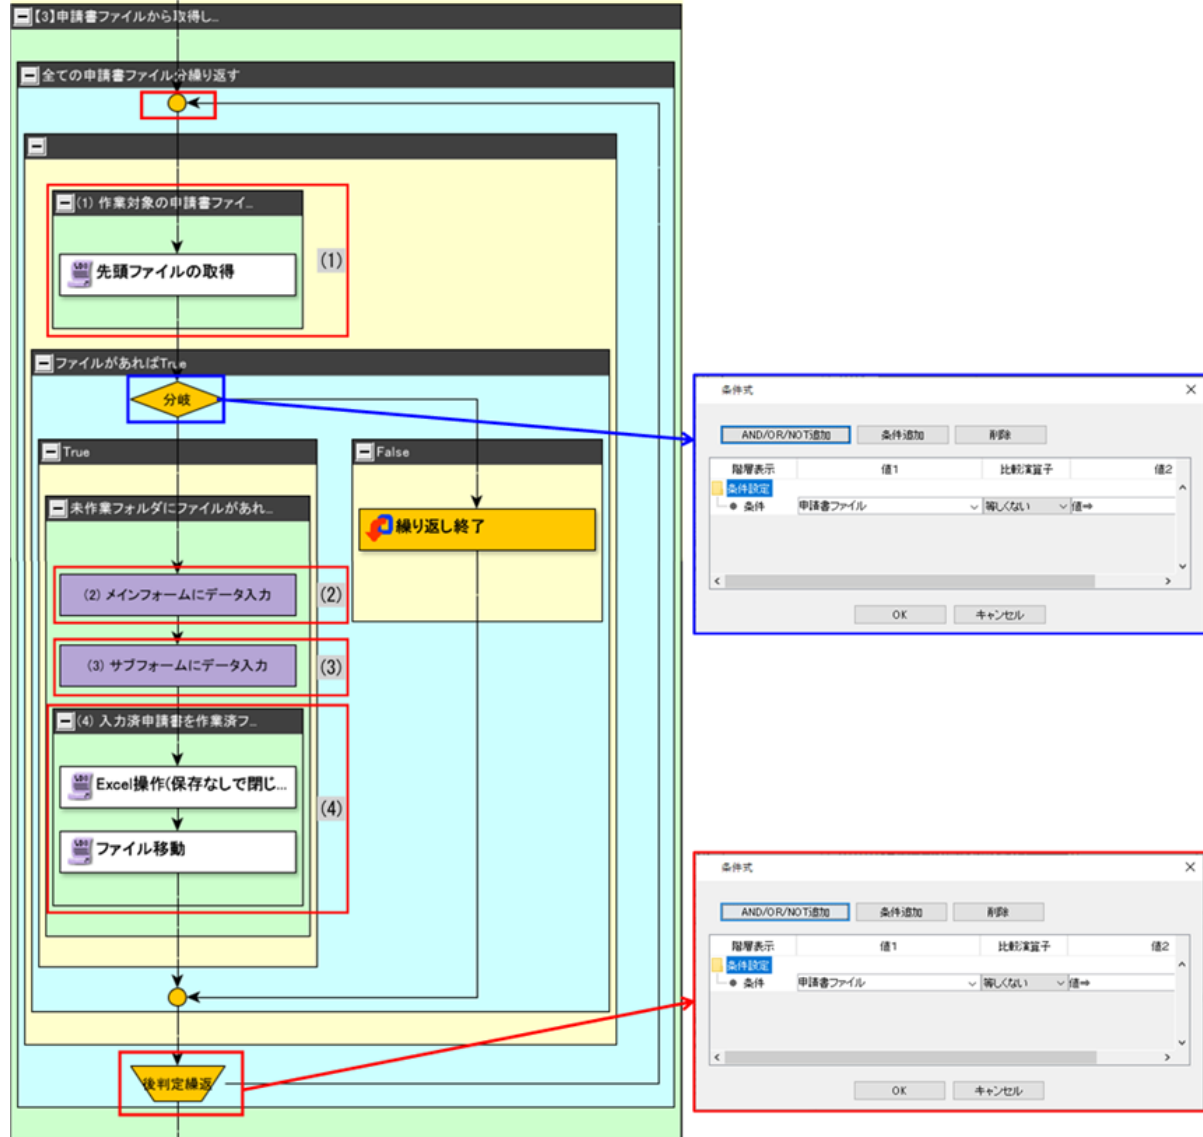 【3】申請書ファイルから取得し...
全ての申請書ファイル分繰り返す
(1) 作業対象の申請書ファイ...
先頭ファイルの取得
(1)
ファイルがあればTrue
分岐
True
False
未作業フォルダにファイルがあれ...
繰り返し終了
(2) メインフォームにデータ入力
(2)
(3) サブフォームにデータ入力
(3)
(4) 入力済申請書を作業済フ...
Excel操作(保存なしで閉じ...
(4)
ファイル移動
後判定繰返
条件式
AND/OR/NOT追加 条件追加 削除
階層表示 値1 比較演算子 値2
条件設定
条件 申請書ファイル 等しくない 値⇒
OK キャンセル
条件式
AND/OR/NOT追加 条件追加 削除
階層表示 値1 比較演算子 値2
条件設定
条件 申請書ファイル 等しくない 値⇒
OK キャンセル